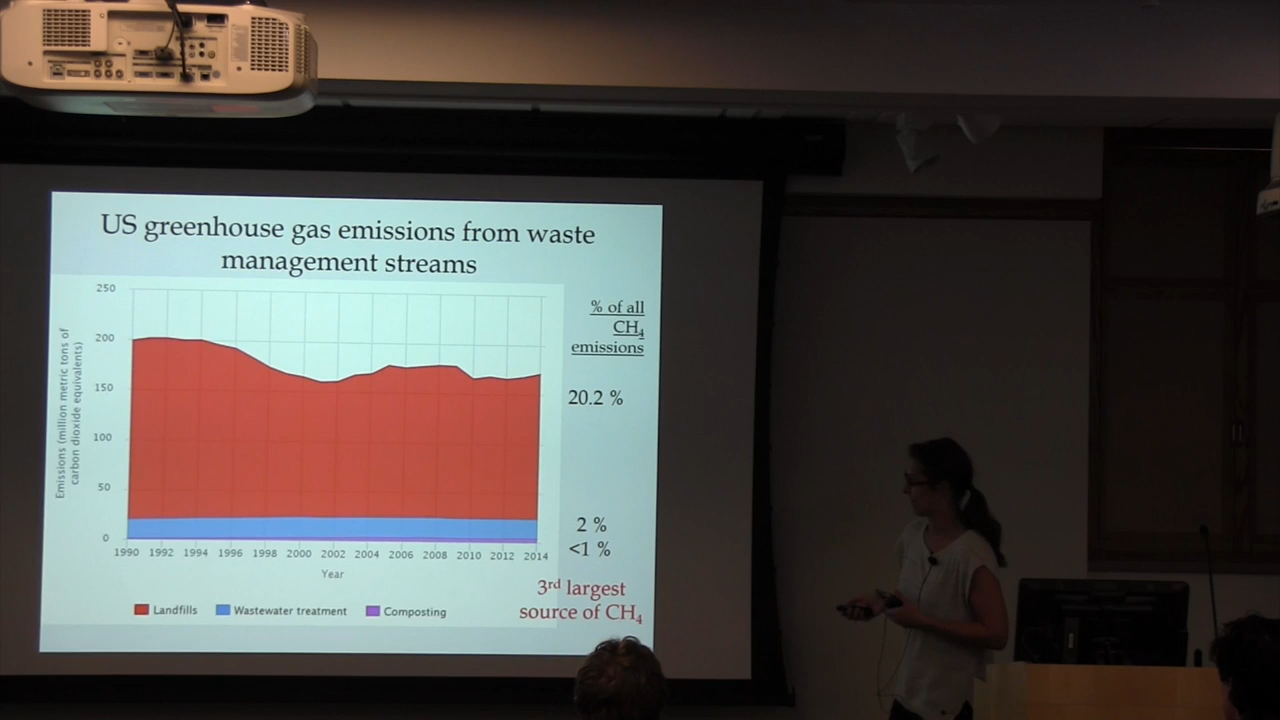 US greenhouse gas emissions from waste
management streams
250
200
150
100
50
0
Emissions (million metric tons of
carbon dioxide equivalents)
1990 1992 1994 1996 1998 2000 2002 2004 2006 2008 2010 2012 2014
Year
Landfills Wastewater treatment Composting
% of all
CH₄
emissions
20.2 %
2 %
<1 %
3rd largest
source of CH₄